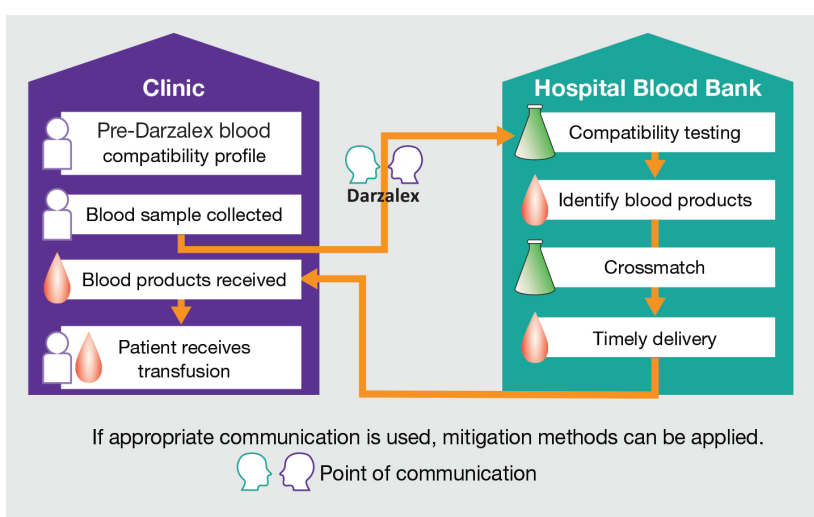 Clinic
Pre-Darzalex blood
compatibility profile
Blood sample collected
Blood products received
Patient receives
transfusion
Darzalex
Hospital Blood Bank
Compatibility testing
Identify blood products
Crossmatch
Timely delivery
If appropriate communication is used, mitigation methods can be applied.
Point of communication